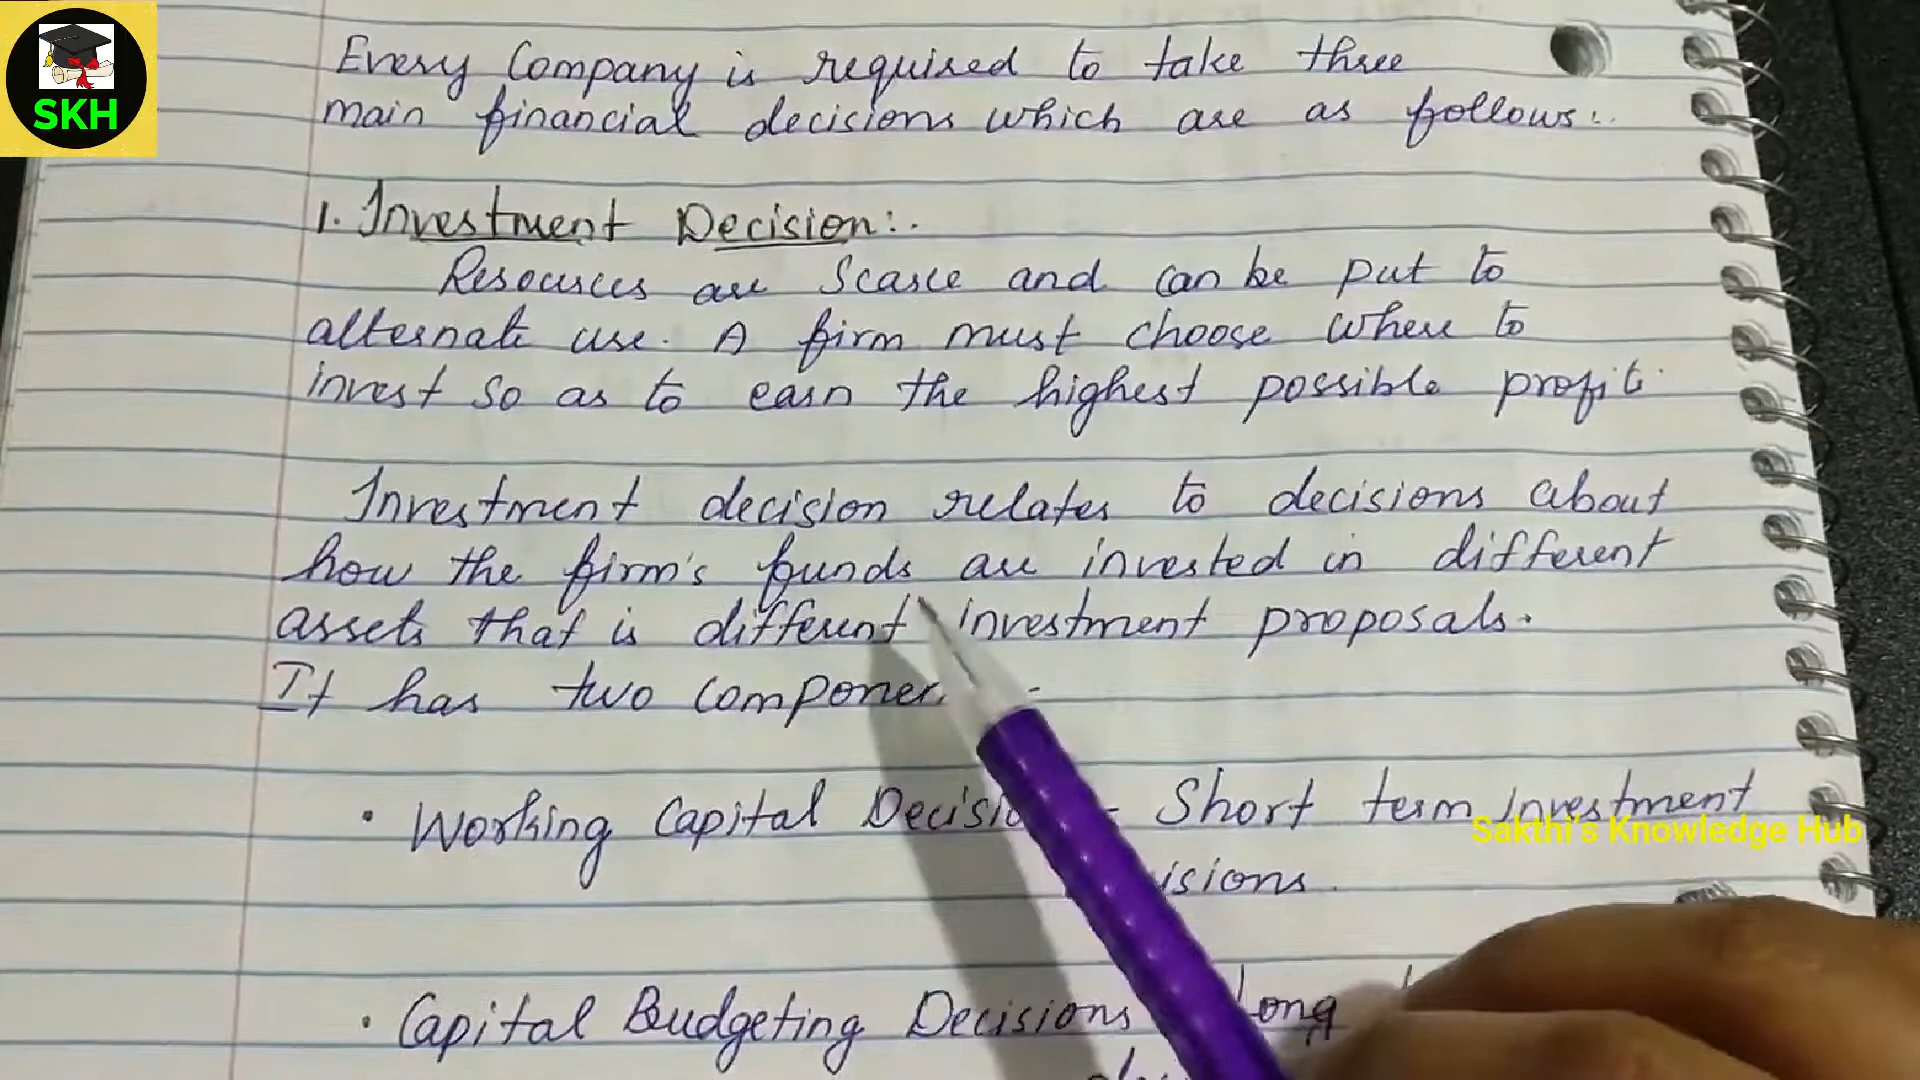 SKH
Every Company is required to take three
main financial decisions which are as follows:.
1. Investment Decision:.
Resources are Scarce and can be put to
alternate use. A firm must choose where to
invest so as to earn the highest possible profit.
Investment decision relates to decisions about
how the firm's funds are invested in different
assets that is different investment proposals.
It has two
Working Capital - Short term Investment
Sakthi's Knowledge Hub
Capital Budgeting Decisions Long